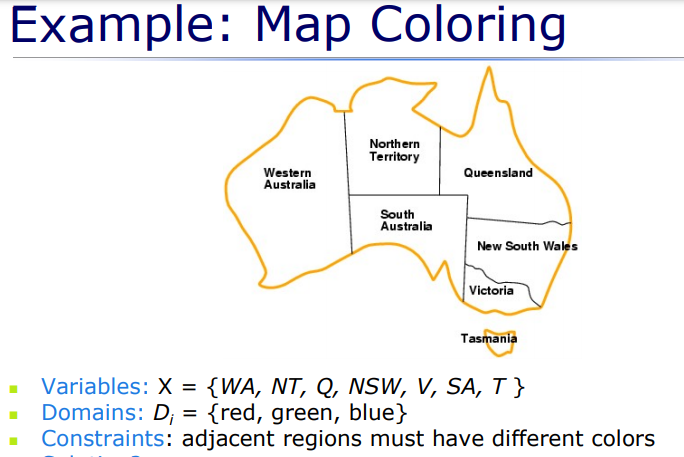 Example: Map Coloring
Northern
Territory
Western
Australia
Queensland
South
Australia
New South Wales
Victoria
Tasmania
▪ Variables: X = {WA, NT, Q, NSW, V, SA, T }
▪ Domains: Di = {red, green, blue}
▪ Constraints: adjacent regions must have different colors